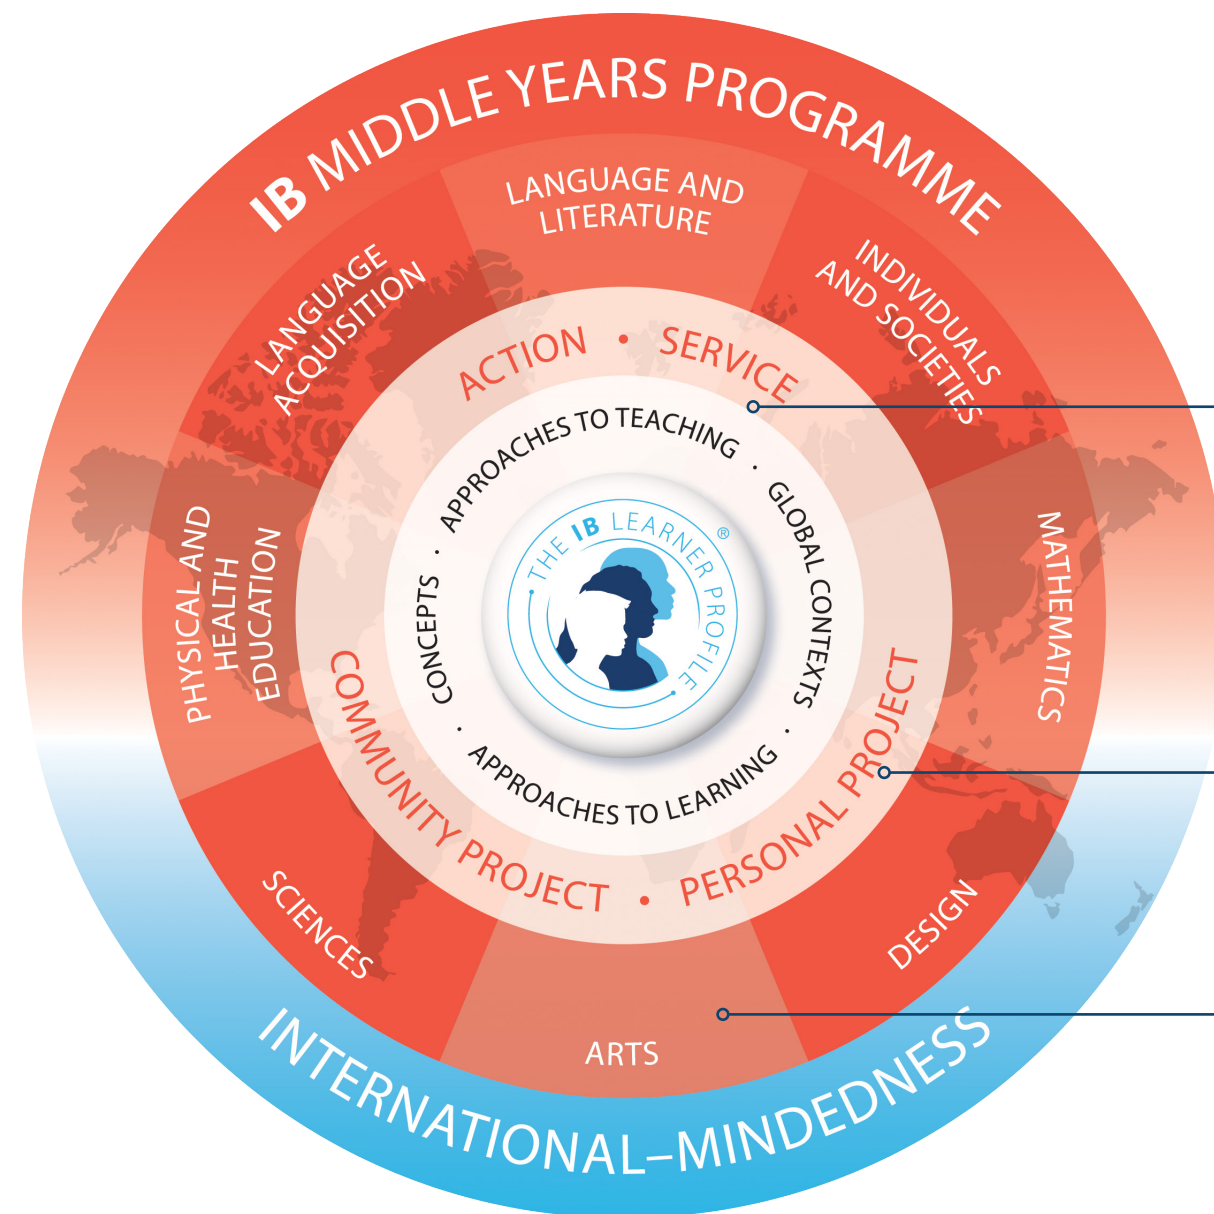 IB MIDDLE YEARS PROGRAMME
LANGUAGE AND
LITERATURE
LANGUAGE
ACQUISITION
INDIVIDUALS
AND SOCIETIES
PHYSICAL AND
HEALTH
EDUCATION
MATHEMATICS
SCIENCES
DESIGN
ARTS
ACTION • SERVICE
COMMUNITY PROJECT • PERSONAL PROJECT
APPROACHES TO TEACHING · GLOBAL CONTEXTS ·
CONCEPTS · APPROACHES TO LEARNING
THE IB LEARNER PROFILE ®
INTERNATIONAL–MINDEDNESS